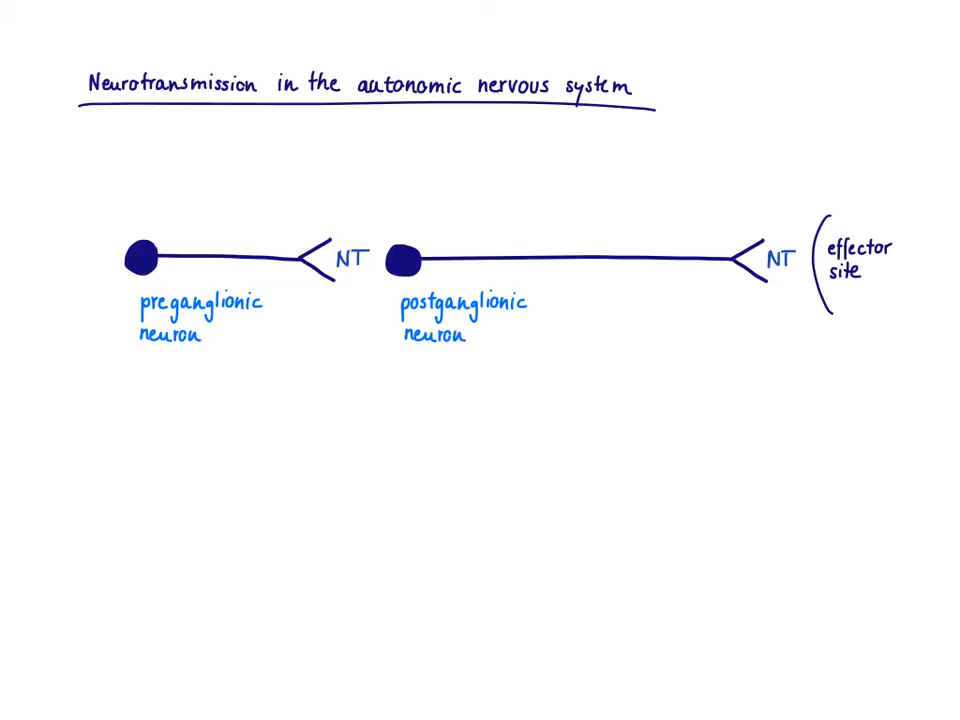 Neurotransmission in the autonomic nervous system
NT
NT
effector
site
preganglionic
neuron
postganglionic
neuron